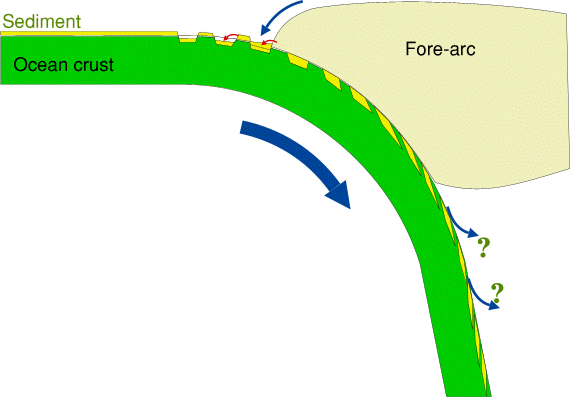 Sediment
Ocean crust
Fore-arc
?
?